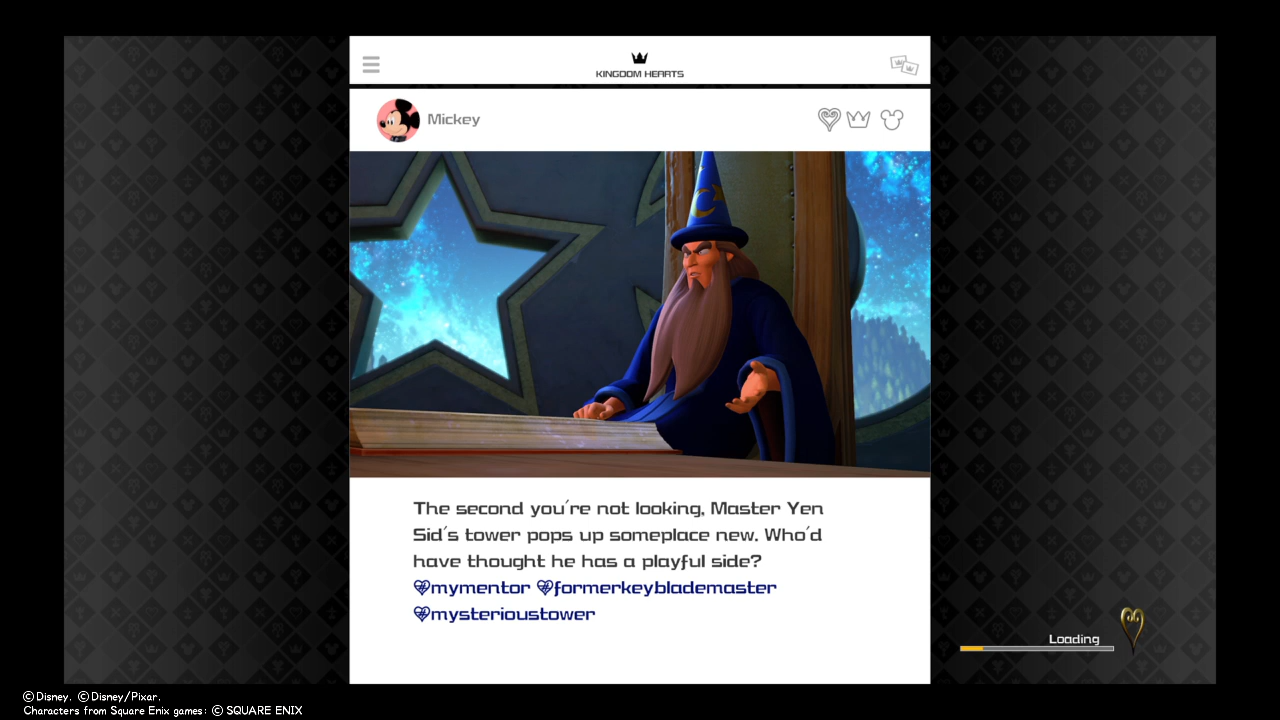 KINGDOM HEARTS
Mickey
The second you're not looking, Master Yen
Sid's tower pops up someplace new. Who'd
have thought he has a playful side?
mymentor formerkeyblademaster
mysterioustower
Loading
©Disney. ©Disney/Pixar.
Characters from Square Enix games: © SQUARE ENIX